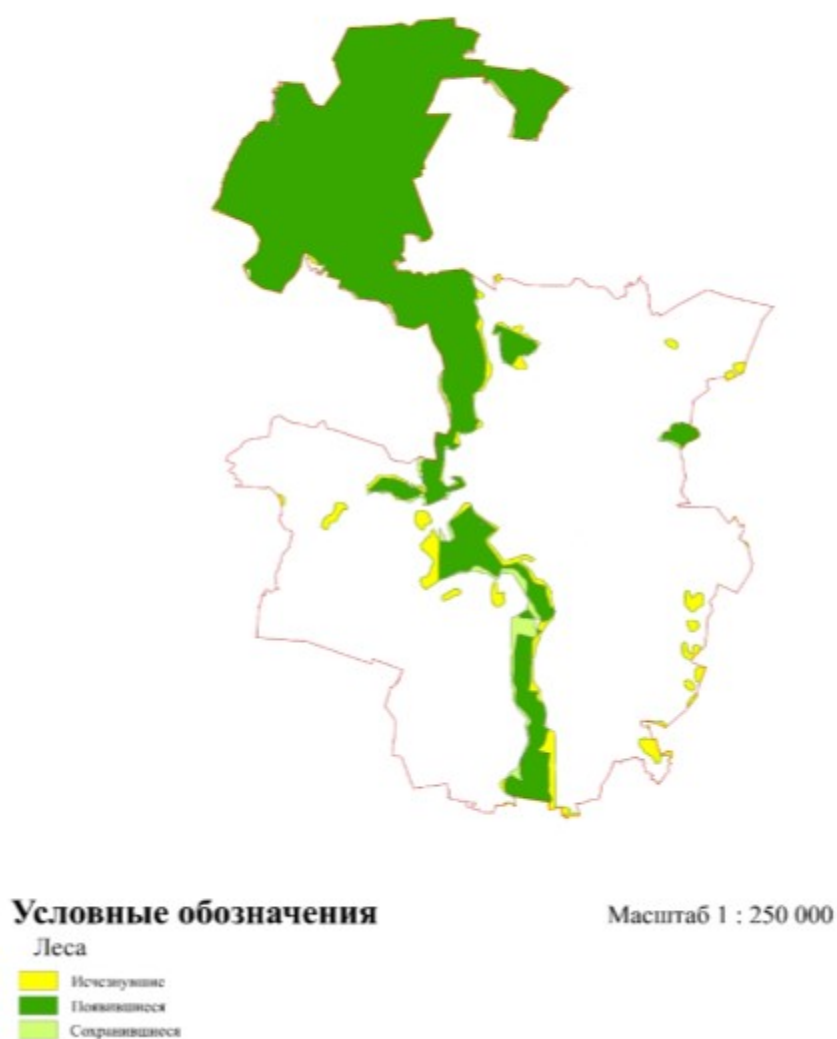 Условные обозначения
Масштаб 1 : 250 000
Леса
Исчезнувшие
Появившиеся
Сохранившиеся